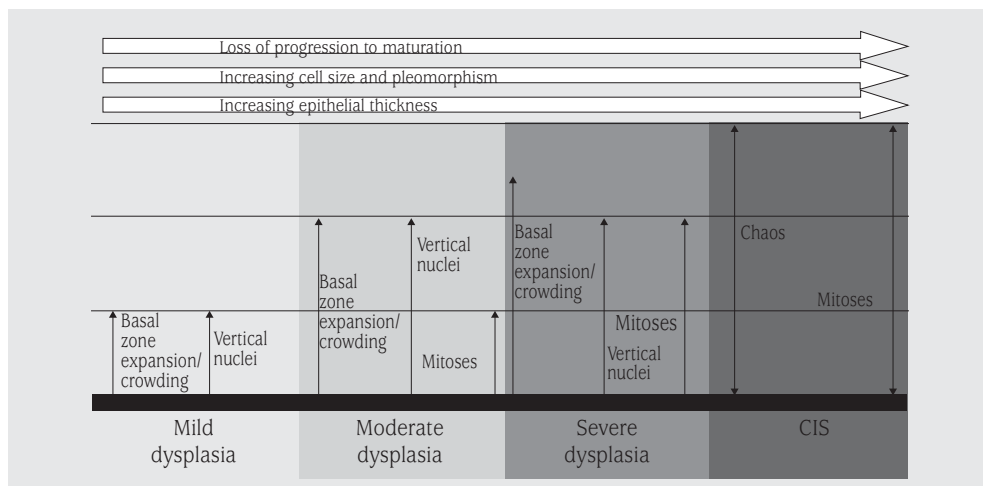 Loss of progression to maturation
Increasing cell size and pleomorphism
Increasing epithelial thickness
Basal
zone
expansion/
crowding
Vertical
nuclei
Basal
zone
expansion/
crowding
Vertical
nuclei
Mitoses
Basal
zone
expansion/
crowding
Mitoses
Vertical
nuclei
Chaos
Mitoses
Mild
dysplasia
Moderate
dysplasia
Severe
dysplasia
CIS